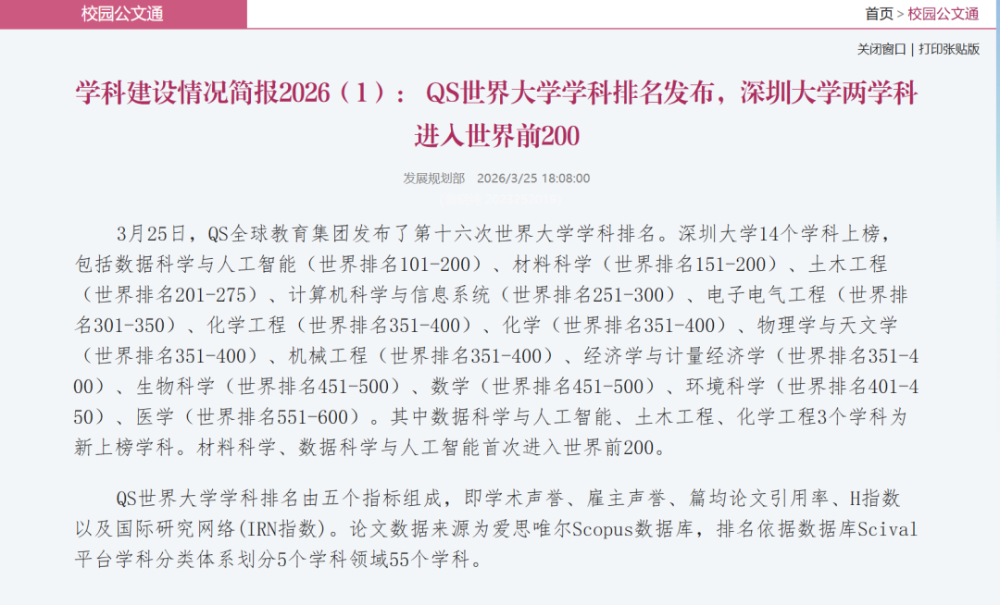 校园公文通
首页 > 校园公文通
关闭窗口 | 打印张贴版
学科建设情况简报2026（1）： QS世界大学学科排名发布，深圳大学两学科
进入世界前200
发展规划部 2026/3/25 18:08:00
3月25日，QS全球教育集团发布了第十六次世界大学学科排名。深圳大学14个学科上榜，
包括数据科学与人工智能（世界排名101-200）、材料科学（世界排名151-200）、土木工程
（世界排名201-275）、计算机科学与信息系统（世界排名251-300）、电子电气工程（世界排
名301-350）、化学工程（世界排名351-400）、化学（世界排名351-400）、物理学与天文学
（世界排名351-400）、机械工程（世界排名351-400）、经济学与计量经济学（世界排名351-4
00）、生物科学（世界排名451-500）、数学（世界排名451-500）、环境科学（世界排名401-4
50）、医学（世界排名551-600）。其中数据科学与人工智能、土木工程、化学工程3个学科为
新上榜学科。材料科学、数据科学与人工智能首次进入世界前200。
QS世界大学学科排名由五个指标组成，即学术声誉、雇主声誉、篇均论文引用率、H指数
以及国际研究网络(IRN指数)。论文数据来源为爱思唯尔Scopus数据库，排名依据数据库Scival
平台学科分类体系划分5个学科领域55个学科。